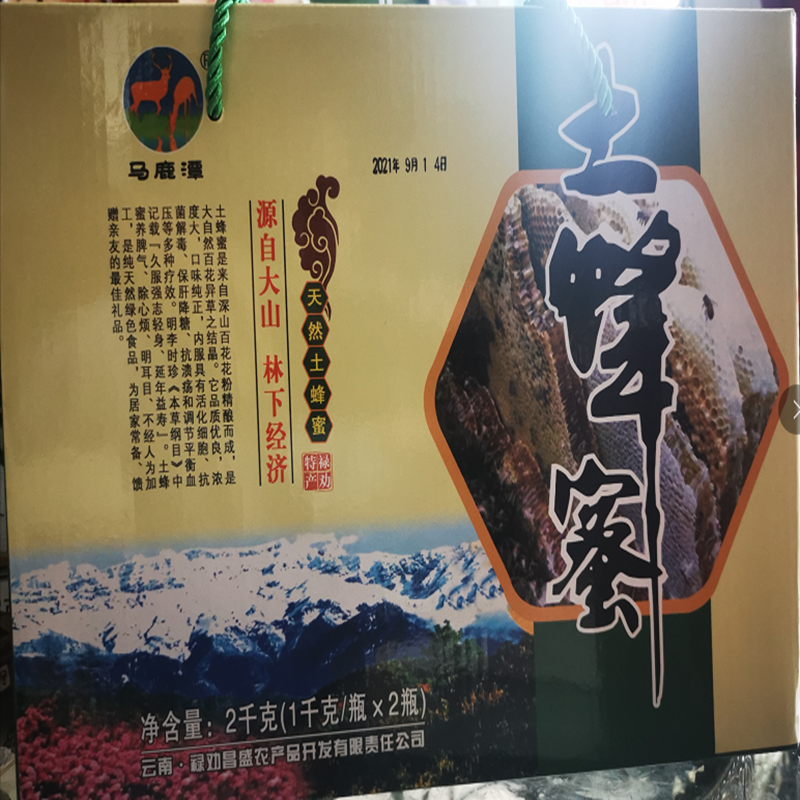 马鹿潭
®
2021年 9月 1 4日
土蜂蜜
天然土蜂蜜
禄劝
特产
源自大山 林下经济
土蜂蜜是来自深山百花花粉精酿而成，是
大自然百花异草之结晶。它品质优良，浓
度大，口味纯正，内服具有活化细胞、抗
菌解毒、保肝降糖、抗溃疡和调节平衡血
压等多种疗效。明李时珍《本草纲目》中
记载『久服强志轻身、延年益寿』。土蜂
蜜养脾气、除心烦、明耳目、不经人为加
工，是纯天然绿色食品，为居家常备、馈
赠亲友的最佳礼品。
净含量：2千克(1千克/瓶×2瓶)
云南·禄劝昌盛农产品开发有限责任公司